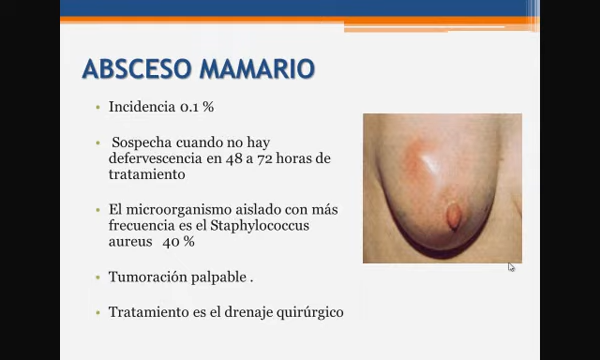 ABSCESO MAMARIO
• Incidencia 0.1 %
• Sospecha cuando no hay
defervescencia en 48 a 72 horas de
tratamiento
• El microorganismo aislado con más
frecuencia es el Staphylococcus
aureus 40 %
• Tumoración palpable .
• Tratamiento es el drenaje quirúrgico